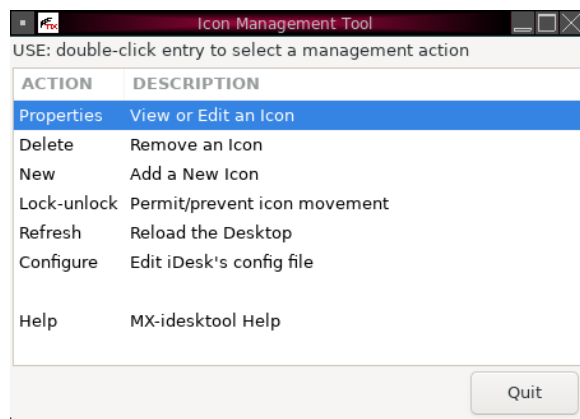 Icon Management Tool
USE: double-click entry to select a management action
ACTION DESCRIPTION
Properties View or Edit an Icon
Delete Remove an Icon
New Add a New Icon
Lock-unlock Permit/prevent icon movement
Refresh Reload the Desktop
Configure Edit iDesk's config file
Help MX-idesktool Help
Quit